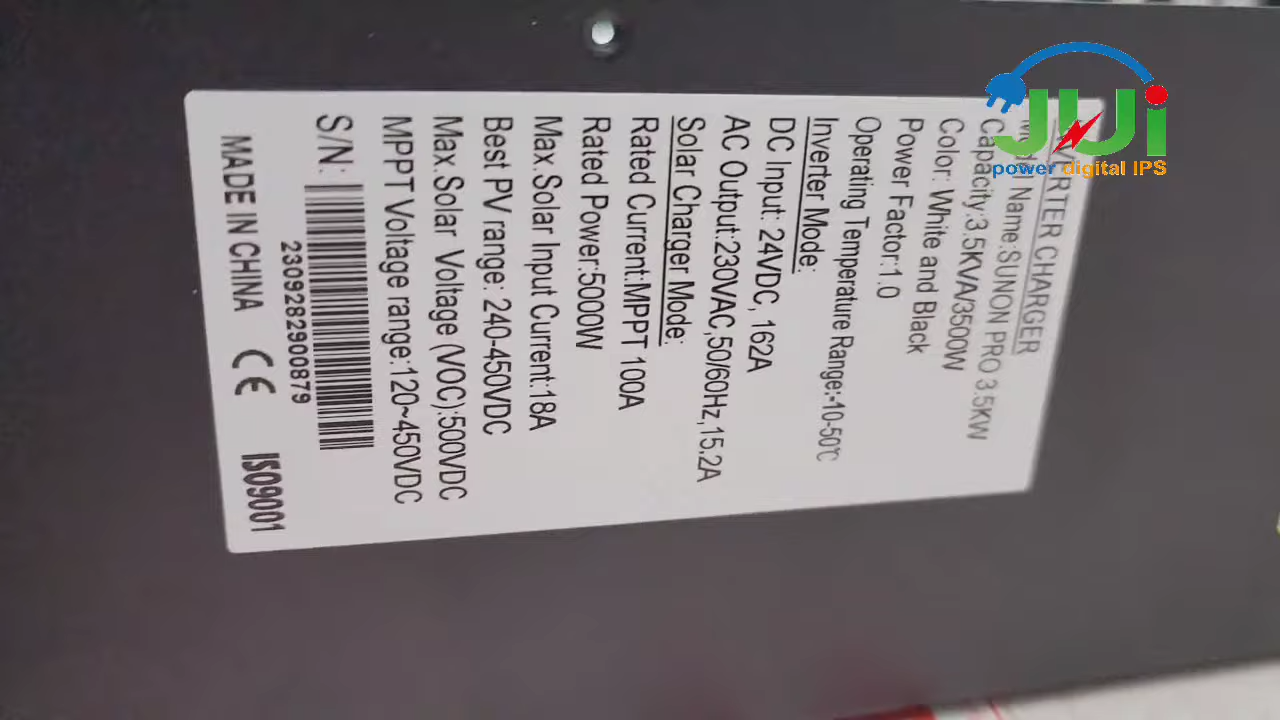 INVERTER CHARGER
Model Name:SUNON PRO 3.5KW
Capacity:3.5KVA/3500W
Color: White and Black
Power Factor:1.0
Operating Temperature Range:-10-50℃
Inverter Mode:
DC Input: 24VDC, 162A
AC Output:230VAC,50/60Hz,15.2A
Solar Charger Mode:
Rated Current:MPPT 100A
Rated Power:5000W
Max.Solar Input Current:18A
Best PV range: 240-450VDC
Max.Solar Voltage (VOC):500VDC
MPPT Voltage range:120~450VDC
S/N:
2309282900879
MADE IN CHINA CE ISO9001
JUi
power digital IPS